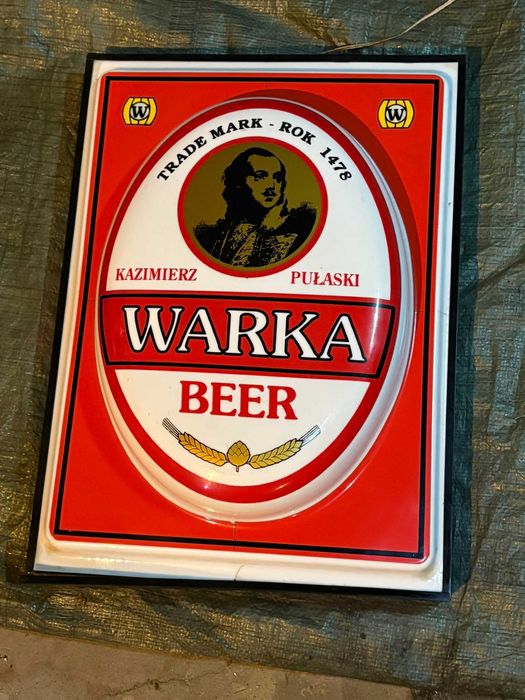 W W
TRADE MARK - ROK 1478
KAZIMIERZ PUŁASKI
WARKA
BEER